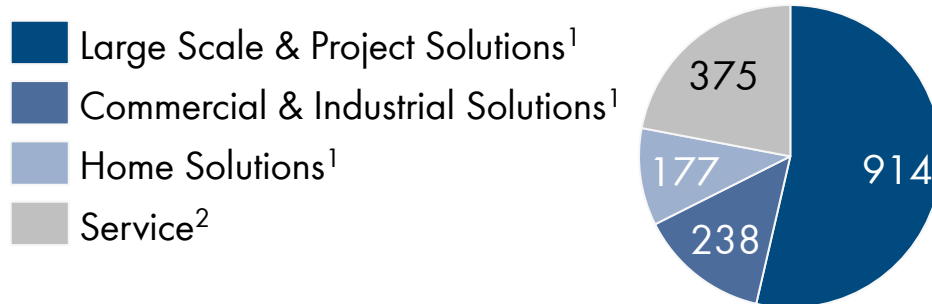 Large Scale & Project Solutions¹
Commercial & Industrial Solutions¹
Home Solutions¹
Service²
375
177
914
238